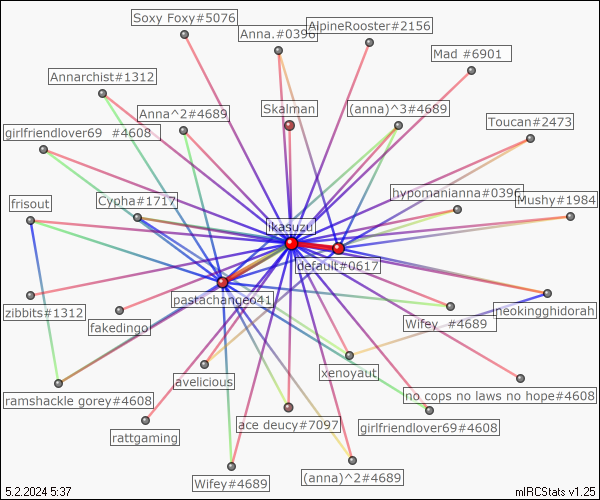 Soxy Foxy#5076
Anna.#0396
AlpineRooster#2156
Mad #6901
Annarchist#1312
Anna^2#4689
Skalman
(anna)^3#4689
Toucan#2473
girlfriendlover69 #4608
frisout
Cypha#1717
hypomanianna#0396
Mushy#1984
ikasuzu
default#0617
pastachangeo41
zibbits#1312
fakedingo
Wifey #4689
neokingghidorah
avelicious
xenoyaut
ramshackle gorey#4608
no cops no laws no hope#4608
rattgaming
ace deucy#7097
girlfriendlover69#4608
Wifey#4689
(anna)^2#4689
5.2.2024 5:37
mIRCStats v1.25